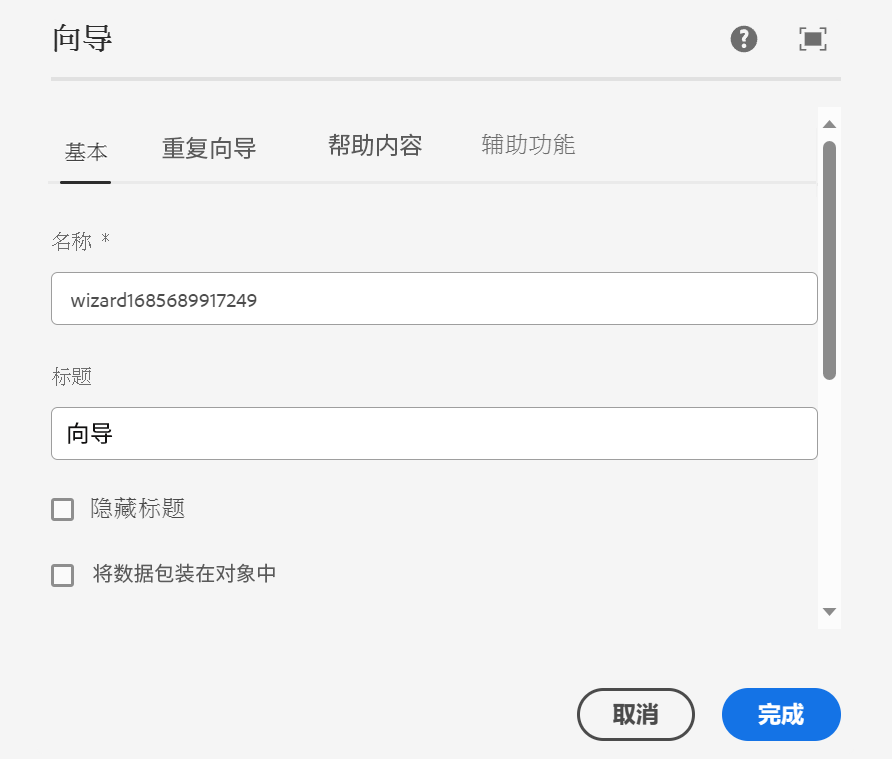 向导
基本 重复向导 帮助内容 辅助功能
名称 *
wizard1685689917249
标题
向导
隐藏标题
将数据包装在对象中
取消 完成